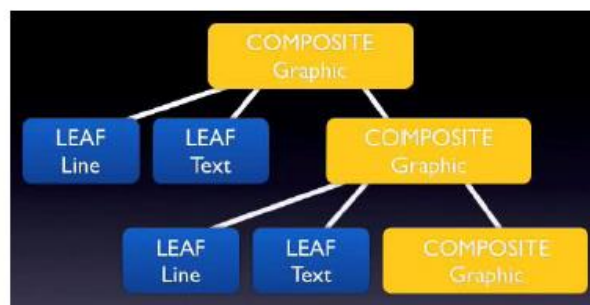 COMPOSITE
Graphic
LEAF
Line
LEAF
Text
COMPOSITE
Graphic
LEAF
Line
LEAF
Text
COMPOSITE
Graphic